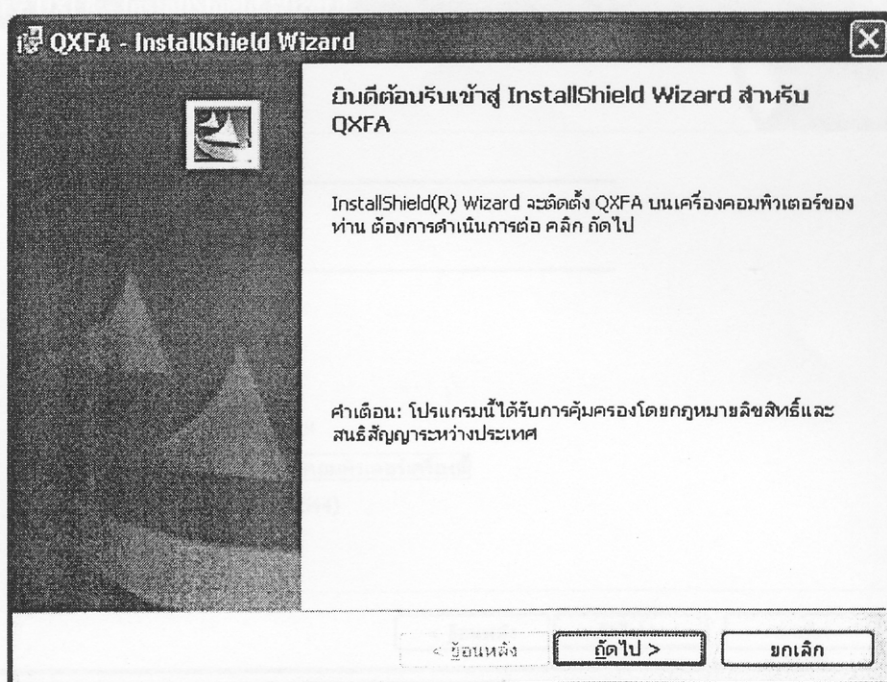 QXFA - InstallShield Wizard
ยินดีต้อนรับเข้าสู่ InstallShield Wizard สำหรับ
QXFA
InstallShield(R) Wizard จะติดตั้ง QXFA บนเครื่องคอมพิวเตอร์ของ
ท่าน ต้องการดำเนินการต่อ คลิก ถัดไป
คำเตือน: โปรแกรมนี้ได้รับการคุ้มครองโดยกฎหมายลิขสิทธิ์และ
สนธิสัญญาระหว่างประเทศ
< ย้อนหลัง ถัดไป > ยกเลิก